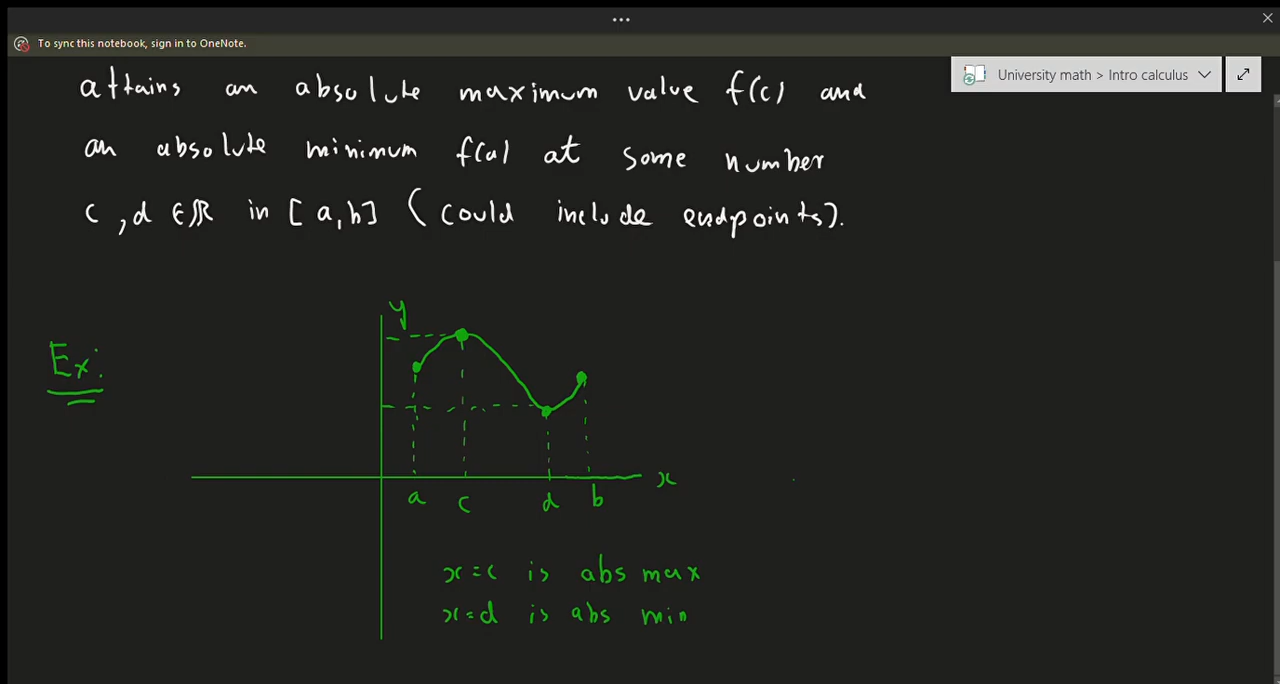 To sync this notebook, sign in to OneNote.
University math > Intro calculus
attains an absolute maximum value f(c) and
an absolute minimum f(a) at some number
c, d ∈ ℝ in [a, b] (could include endpoints).
y
Ex:
x
a c d b
x = c is abs max
x = d is abs min